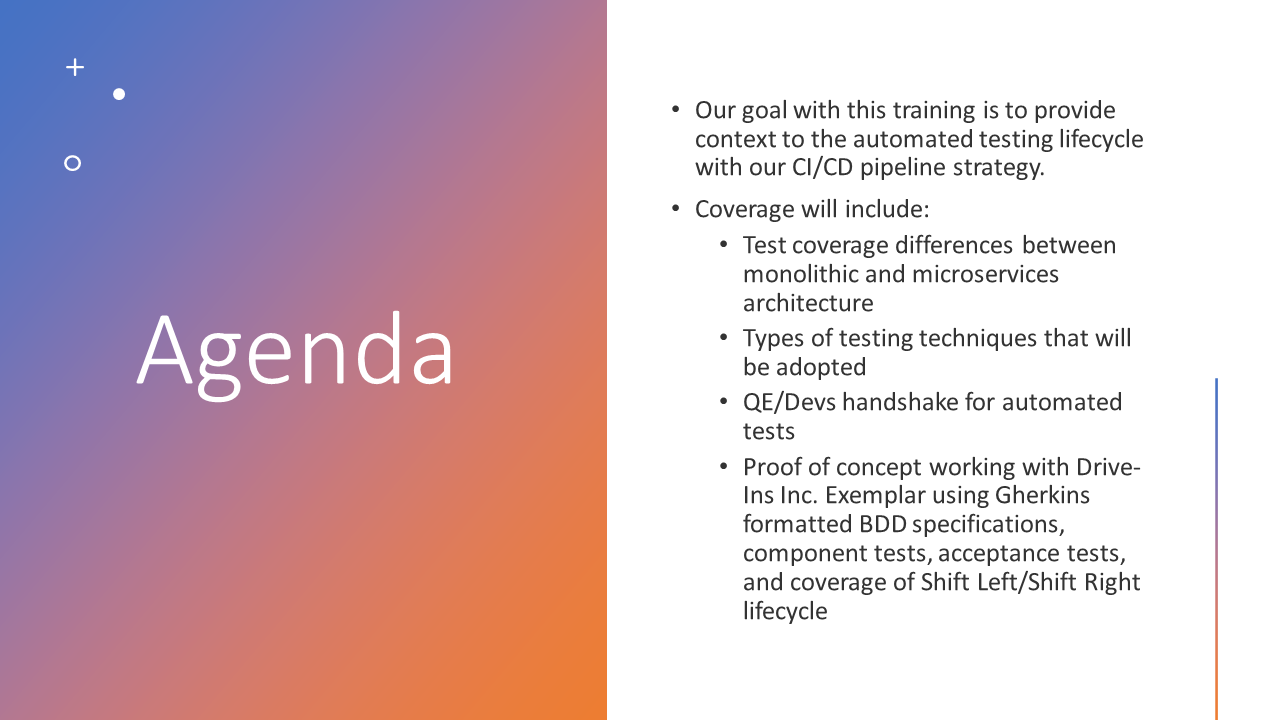 Agenda
• Our goal with this training is to provide
context to the automated testing lifecycle
with our CI/CD pipeline strategy.
• Coverage will include:
• Test coverage differences between
monolithic and microservices
architecture
• Types of testing techniques that will
be adopted
• QE/Devs handshake for automated
tests
• Proof of concept working with Drive-
Ins Inc. Exemplar using Gherkins
formatted BDD specifications,
component tests, acceptance tests,
and coverage of Shift Left/Shift Right
lifecycle